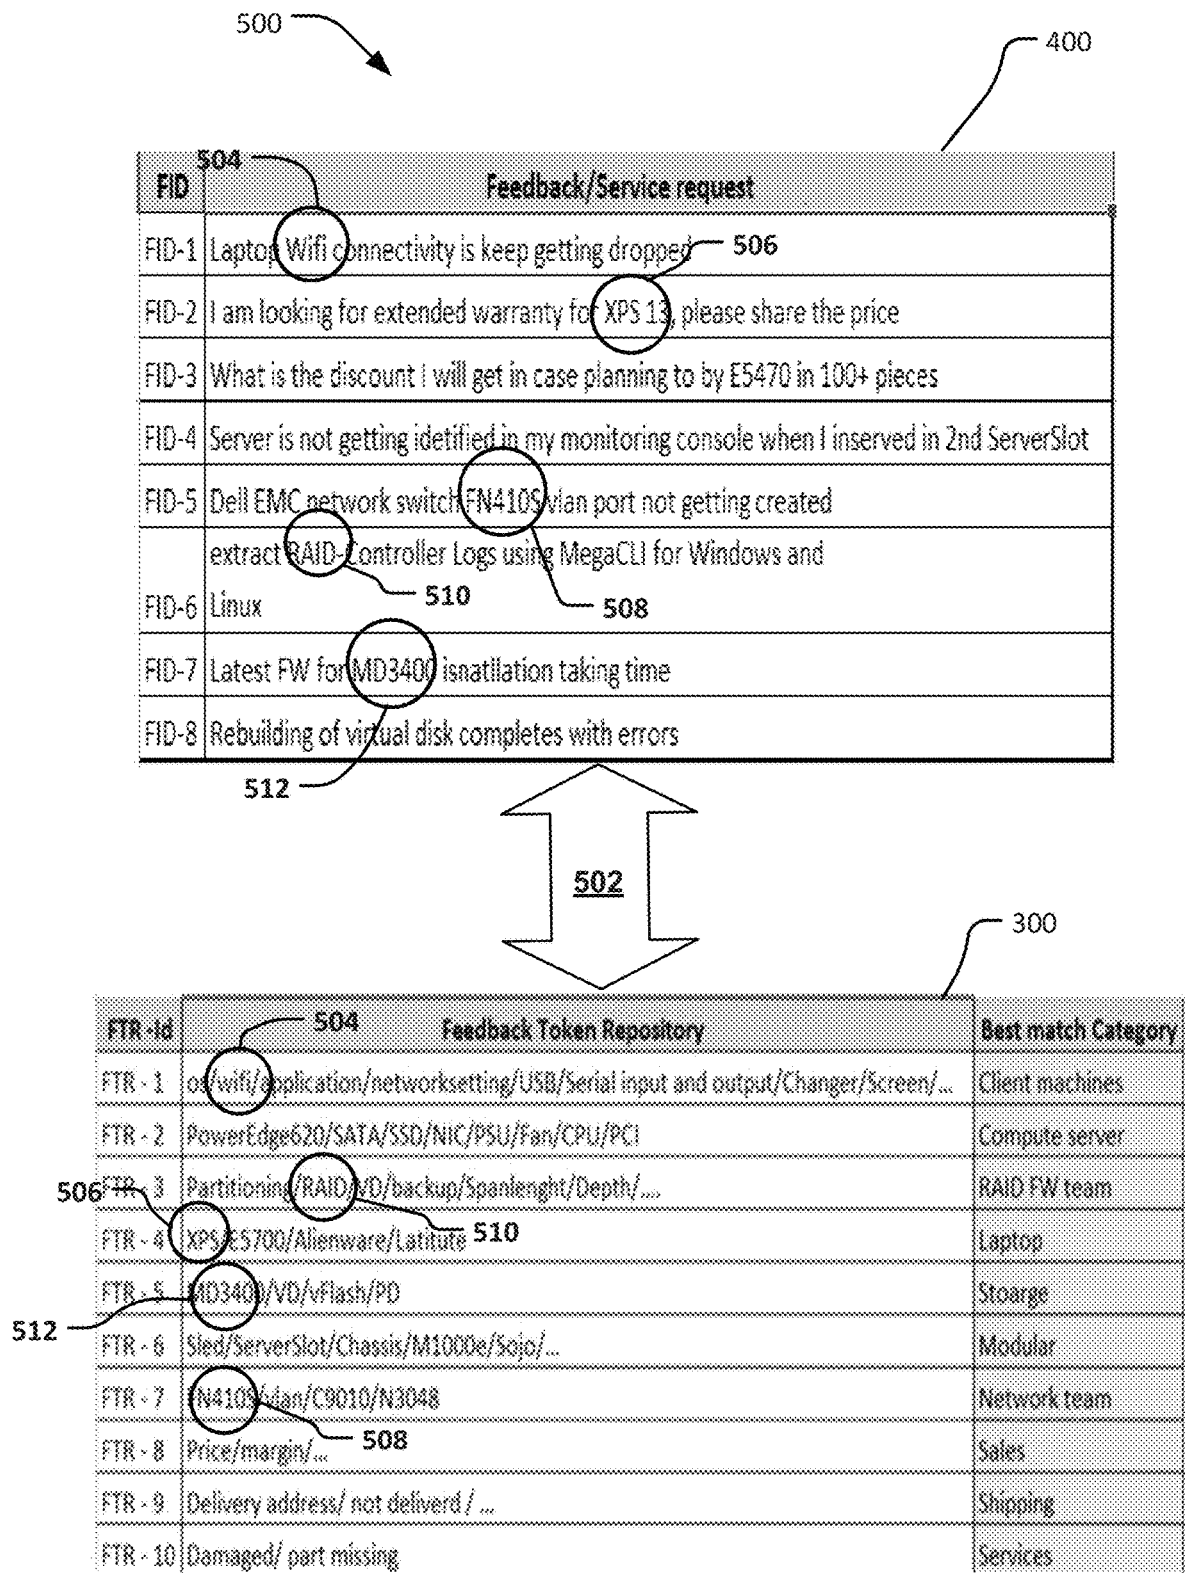 500
400
504
FID Feedback/Service request
FID-1 Laptop Wifi connectivity is keep getting dropped
506
FID-2 I am looking for extended warranty for XPS 13, please share the price
FID-3 What is the discount I will get in case planning to by E5470 in 100+ pieces
FID-4 Server is not getting idetified in my monitoring console when I inserved in 2nd ServerSlot
FID-5 Dell EMC network switch FN410S vlan port not getting created
extract RAID-Controller Logs using MegaCLI for Windows and
510
508
FID-6 Linux
FID-7 Latest FW for MD3400 isnatllation taking time
FID-8 Rebuilding of virtual disk completes with errors
512
502
300
504
FTR -Id Feedback Token Repository Best match Category
FTR - 1 os/wifi/application/networksetting/USB/Serial input and output/Changer/Screen/... Client machines
FTR - 2 PowerEdge620/SATA/SSD/NIC/PSU/Fan/CPU/PCI Compute server
FTR - 3 Partitioning/RAID/VD/backup/Spanlenght/Depth/.... RAID FW team
506
510
FTR - 4 XPS/E5700/Alienware/Latitute Laptop
FTR - 5 MD3400/VD/vFlash/PD Stoarge
512
FTR - 6 Sled/ServerSlot/Chassis/M1000e/Sojo/... Modular
FTR - 7 FN410S/vlan/C9010/N3048 Network team
508
FTR - 8 Price/margin/... Sales
FTR - 9 Delivery address/ not deliverd / ... Shipping
FTR - 10 Damaged/ part missing Services